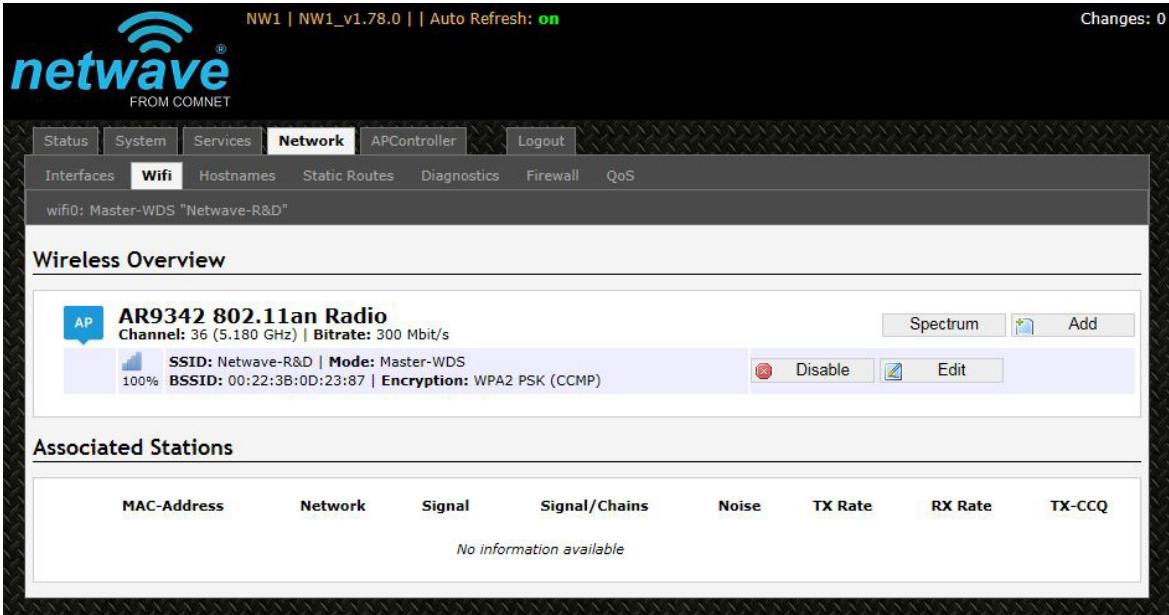 NW1 | NW1_v1.78.0 | | Auto Refresh: on Changes: 0
netwave®
FROM COMNET
Status System Services Network APController Logout
Interfaces Wifi Hostnames Static Routes Diagnostics Firewall QoS
wifi0: Master-WDS "Netwave-R&D"
Wireless Overview
AP AR9342 802.11an Radio
Channel: 36 (5.180 GHz) | Bitrate: 300 Mbit/s Spectrum Add
SSID: Netwave-R&D | Mode: Master-WDS
100% BSSID: 00:22:3B:0D:23:87 | Encryption: WPA2 PSK (CCMP) Disable Edit
Associated Stations
MAC-Address Network Signal Signal/Chains Noise TX Rate RX Rate TX-CCQ
No information available